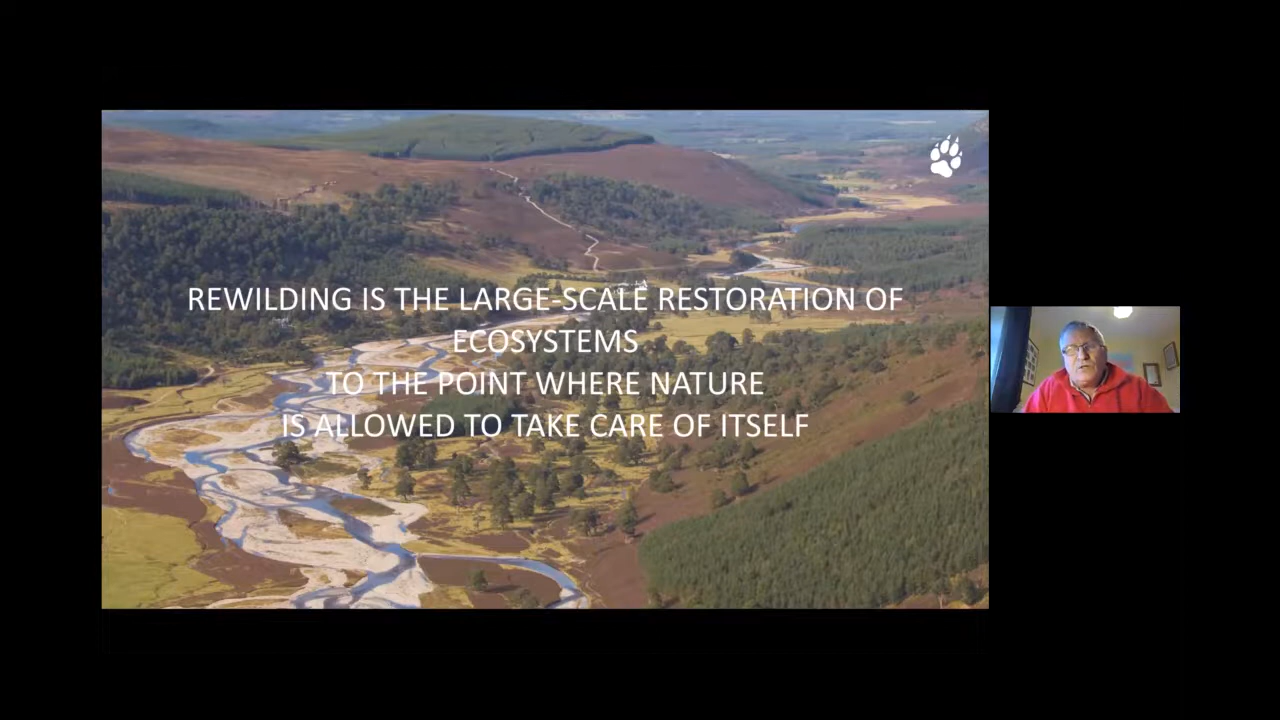 REWILDING IS THE LARGE-SCALE RESTORATION OF
ECOSYSTEMS
TO THE POINT WHERE NATURE
IS ALLOWED TO TAKE CARE OF ITSELF